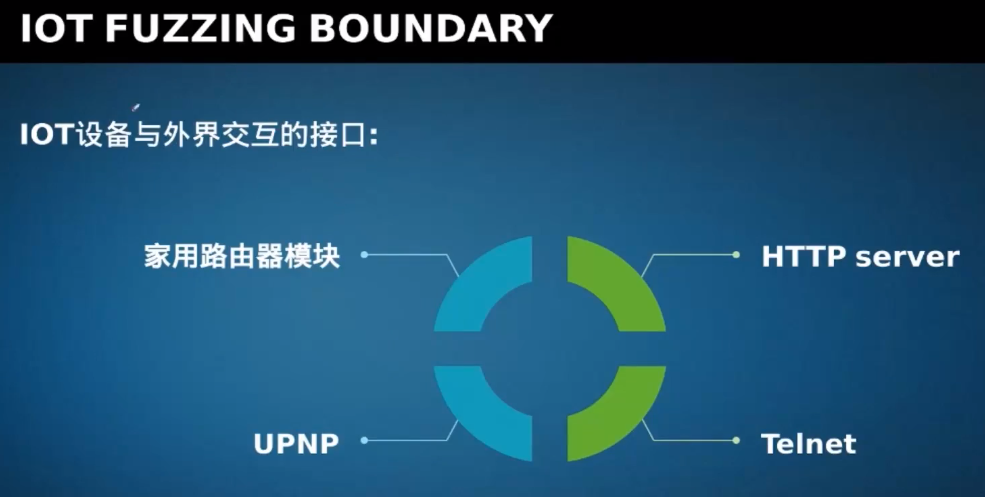 IOT FUZZING BOUNDARY
IOT设备与外界交互的接口:
家用路由器模块
HTTP server
UPNP
Telnet